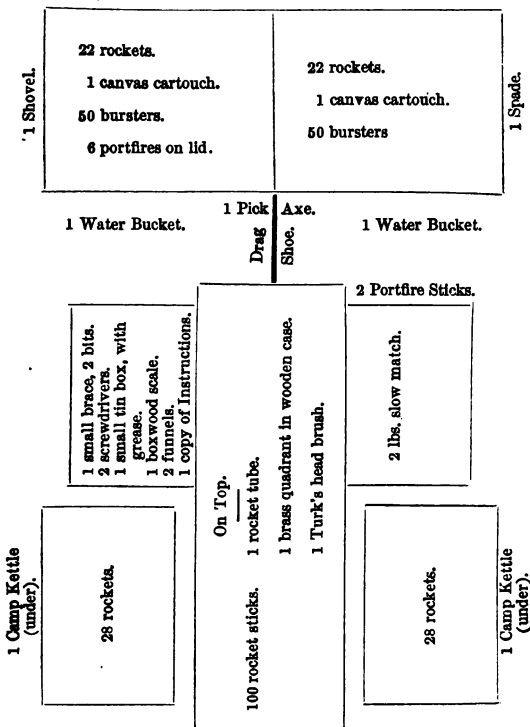 1 Shovel.
22 rockets.
1 canvas cartouch.
50 bursters.
6 portfires on lid.
22 rockets.
1 canvas cartouch.
50 bursters
1 Spade.
1 Water Bucket.
1 Pick Axe.
Drag Shoe.
1 Water Bucket.
2 Portfire Sticks.
1 small brace, 2 bits.
2 screwdrivers.
1 small tin box, with
grease.
1 boxwood scale.
2 funnels.
1 copy of Instructions.
2 lbs. slow match.
On Top.
1 rocket tube.
1 brass quadrant in wooden case.
1 Turk's head brush.
100 rocket sticks.
1 Camp Kettle
(under).
28 rockets.
28 rockets.
1 Camp Kettle
(under).